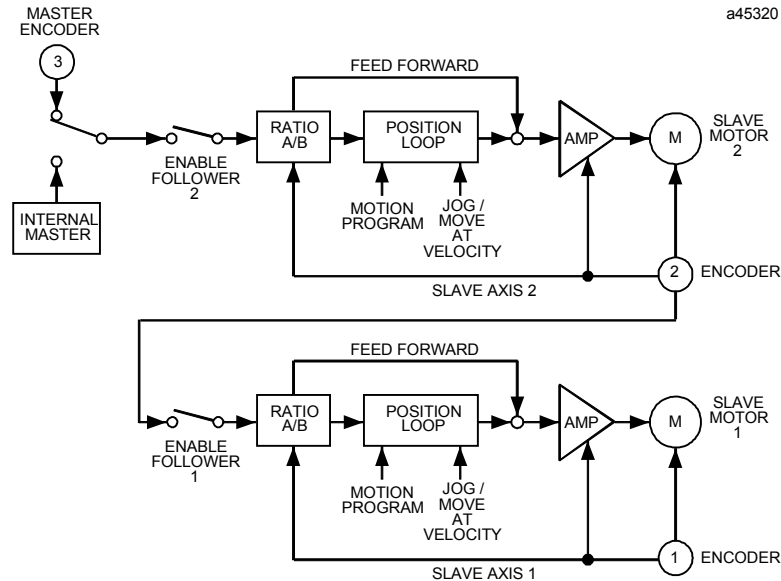 MASTER
ENCODER
a45320
3
FEED FORWARD
RATIO
A/B
POSITION
LOOP
AMP
M
SLAVE
MOTOR
2
ENABLE
FOLLOWER
2
INTERNAL
MASTER
MOTION
PROGRAM
JOG /
MOVE
AT
VELOCITY
2
ENCODER
SLAVE AXIS 2
FEED FORWARD
RATIO
A/B
POSITION
LOOP
AMP
M
SLAVE
MOTOR
1
ENABLE
FOLLOWER
1
MOTION
PROGRAM
JOG /
MOVE
AT
VELOCITY
1
ENCODER
SLAVE AXIS 1